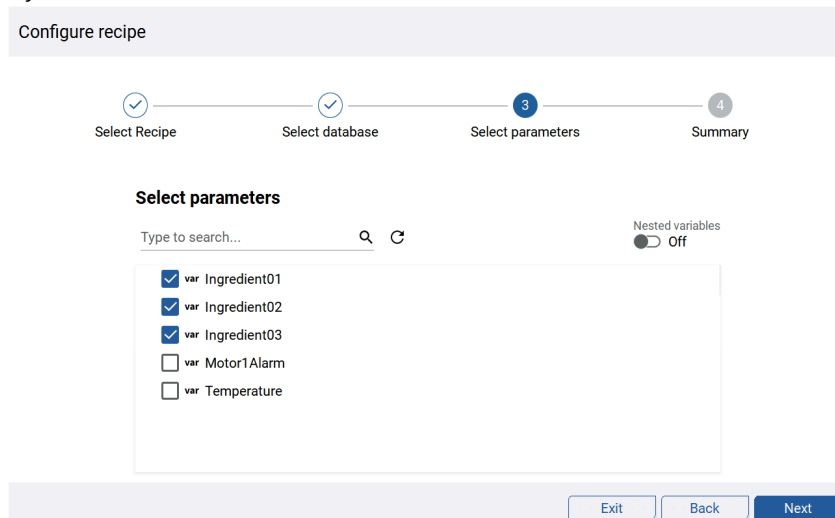 Configure recipe
3
4
Select Recipe
Select database
Select parameters
Summary
Select parameters
Type to search...
Nested variables
Off
var Ingredient01
var Ingredient02
var Ingredient03
var Motor1Alarm
var Temperature
Exit
Back
Next